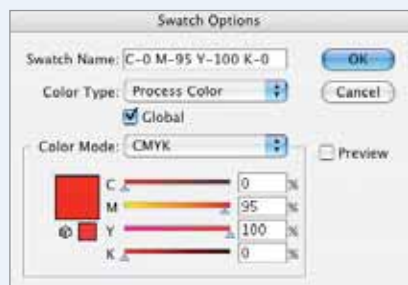 Swatch Options
Swatch Name: C-0 M-95 Y-100 K-0
OK
Color Type: Process Color
Cancel
Global
Color Mode: CMYK
Preview
C 0 %
M 95 %
Y 100 %
K 0 %